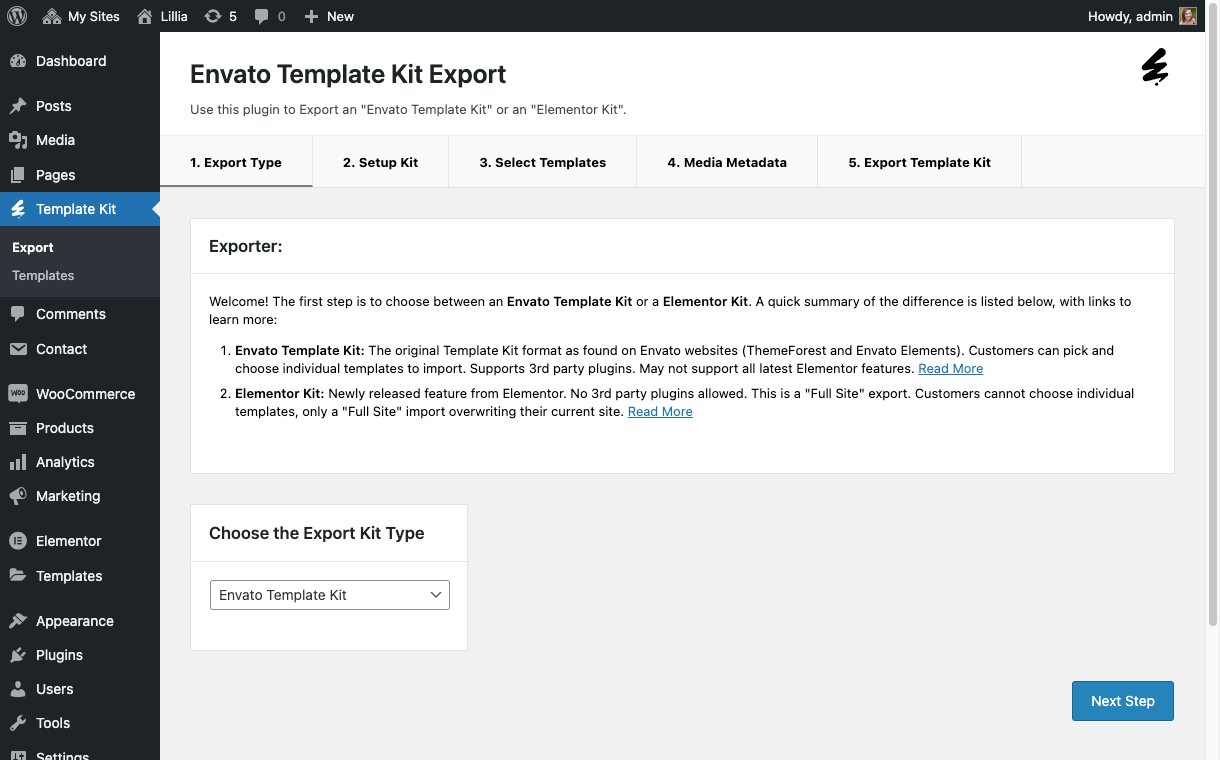 My Sites Lillia 5 0 New Howdy, admin
Dashboard
Posts
Media
Pages
Template Kit
Export
Templates
Comments
Contact
WooCommerce
Products
Analytics
Marketing
Elementor
Templates
Appearance
Plugins
Users
Tools
Settings
Envato Template Kit Export
Use this plugin to Export an "Envato Template Kit" or an "Elementor Kit".
1. Export Type 2. Setup Kit 3. Select Templates 4. Media Metadata 5. Export Template Kit
Exporter:
Welcome! The first step is to choose between an Envato Template Kit or a Elementor Kit. A quick summary of the difference is listed below, with links to
learn more:
1. Envato Template Kit: The original Template Kit format as found on Envato websites (ThemeForest and Envato Elements). Customers can pick and
choose individual templates to import. Supports 3rd party plugins. May not support all latest Elementor features. Read More
2. Elementor Kit: Newly released feature from Elementor. No 3rd party plugins allowed. This is a "Full Site" export. Customers cannot choose individual
templates, only a "Full Site" import overwriting their current site. Read More
Choose the Export Kit Type
Envato Template Kit
Next Step